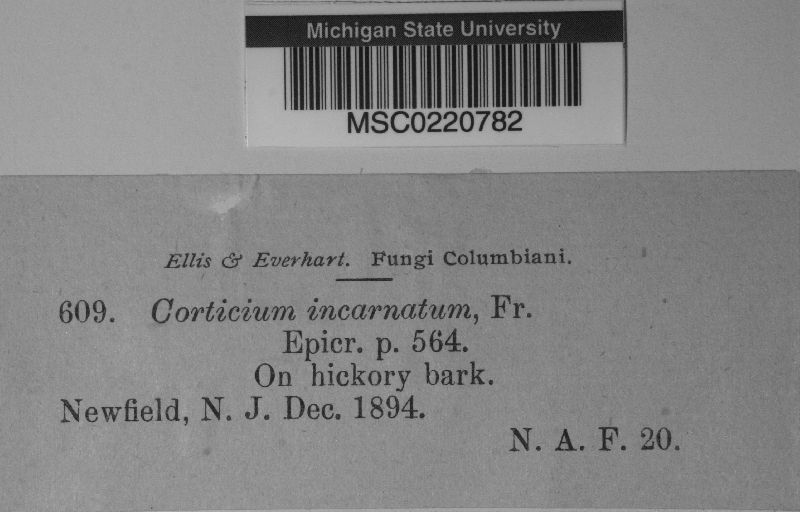 Michigan State University
MSC0220782
Ellis & Everhart. Fungi Columbiani.
609. Corticium incarnatum, Fr.
Epicr. p. 564.
On hickory bark.
Newfield, N. J. Dec. 1894.
N. A. F. 20.